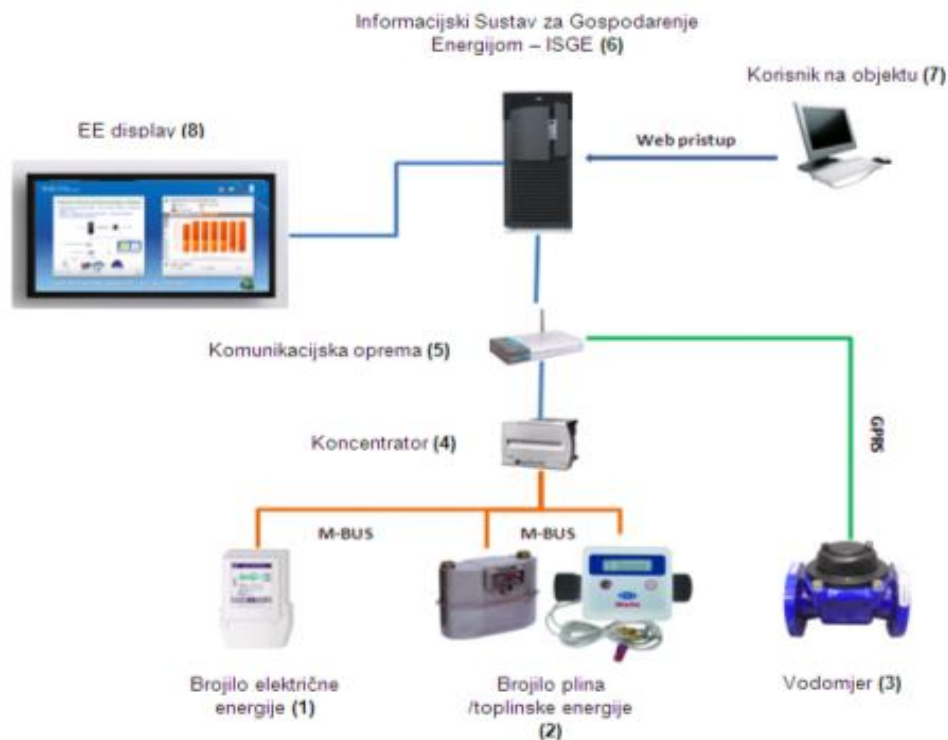 Informacijski Sustav za Gospodarenje
Energijom – ISGE (6)
Korisnik na objektu (7)
EE display (8)
Web pristup
Komunikacijska oprema (5)
Koncentrator (4)
GPRS
M-BUS
M-BUS
Brojilo električne
energije (1)
Brojilo plina
/toplinske energije
(2)
Vodomjer (3)